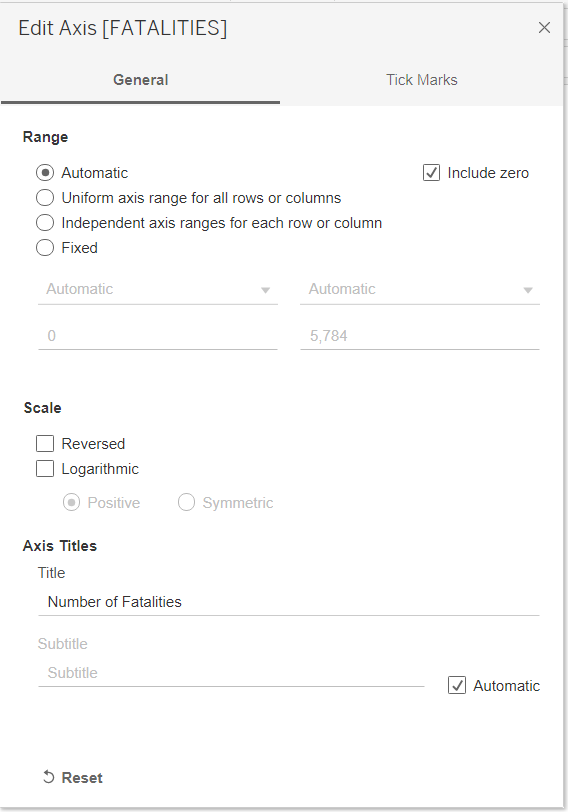 Edit Axis [FATALITIES]
General Tick Marks
Range
Automatic Include zero
Uniform axis range for all rows or columns
Independent axis ranges for each row or column
Fixed
Automatic Automatic
0 5,784
Scale
Reversed
Logarithmic
Positive Symmetric
Axis Titles
Title
Number of Fatalities
Subtitle
Subtitle Automatic
Reset